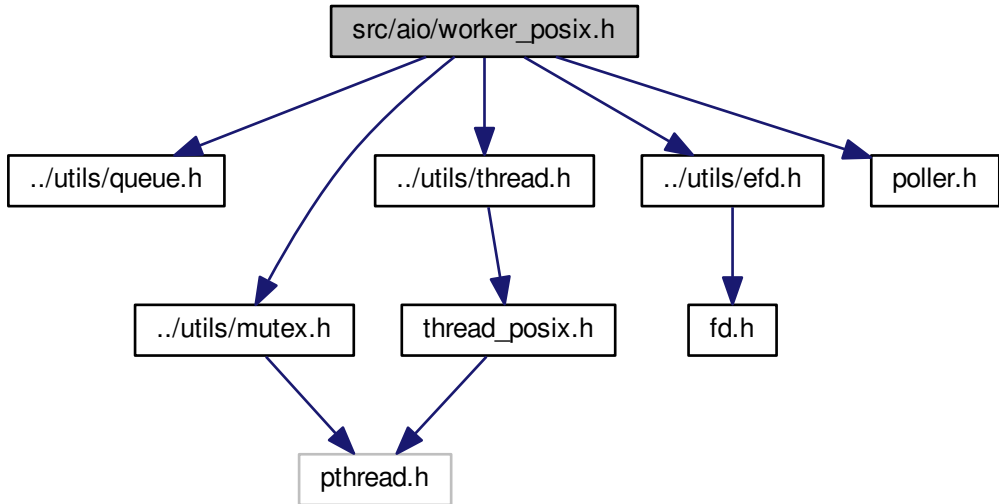 src/aio/worker_posix.h
../utils/queue.h
../utils/thread.h
../utils/efd.h
poller.h
../utils/mutex.h
thread_posix.h
fd.h
pthread.h